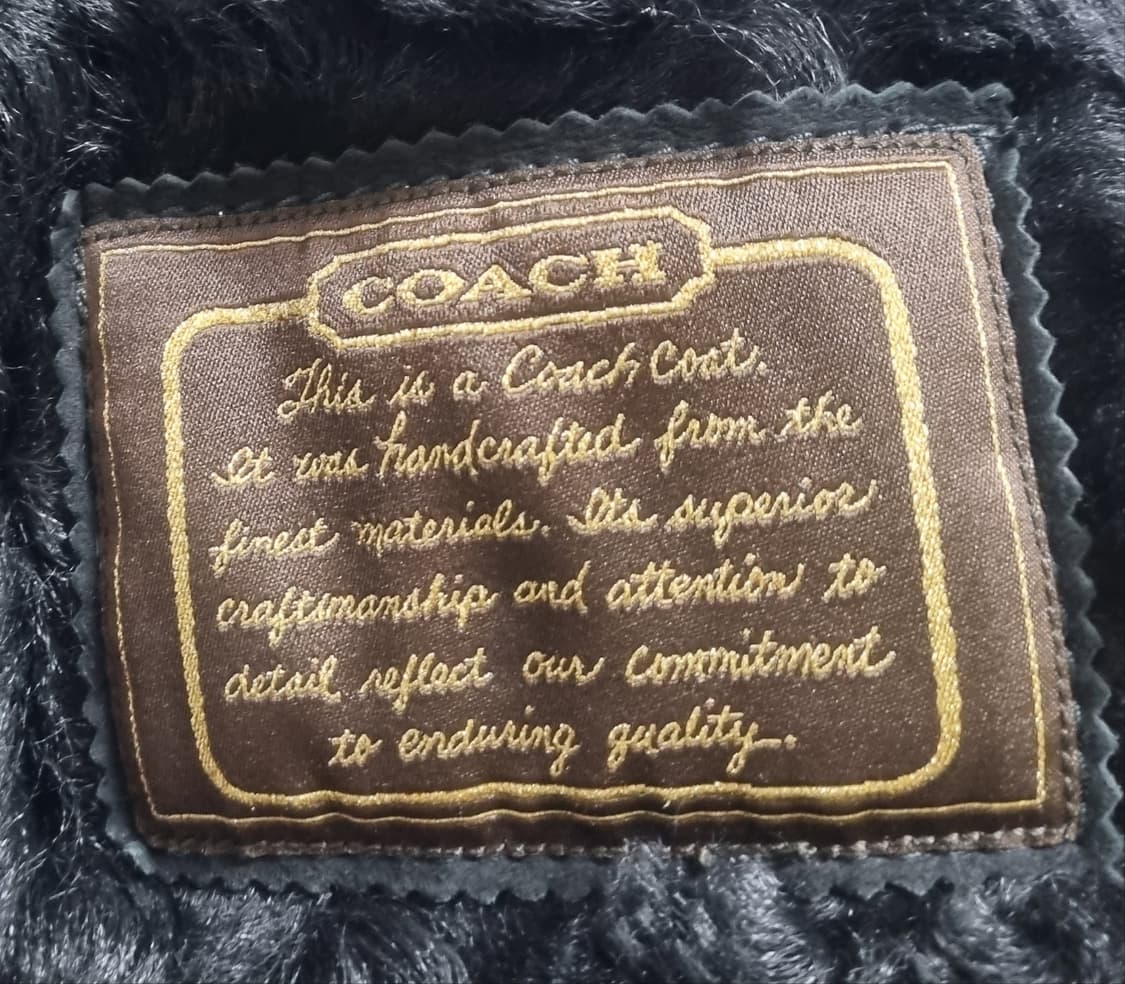 COACH
This is a Coach Coat.
It was handcrafted from the
finest materials. Its superior
craftsmanship and attention to
detail reflect our commitment
to enduring quality.